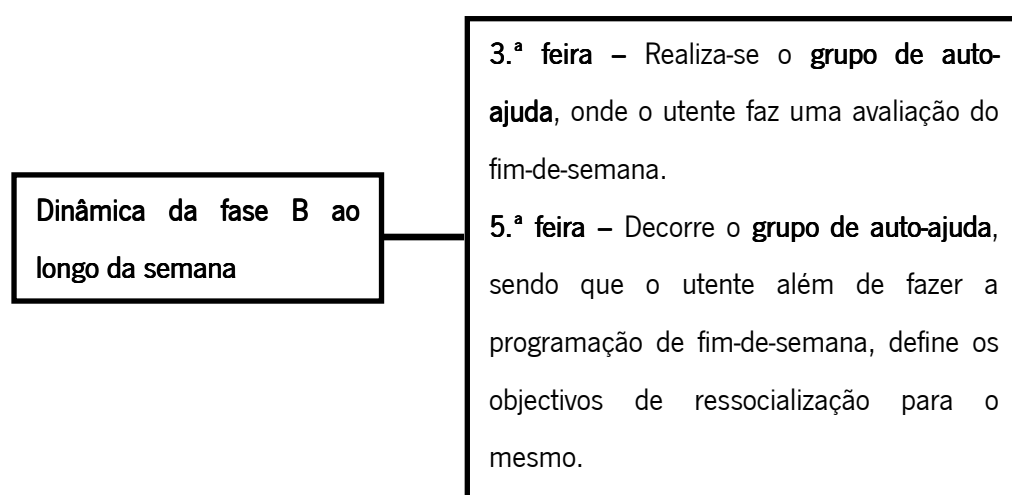 Dinâmica da fase B ao
longo da semana
3.ª feira – Realiza-se o grupo de auto-
ajuda, onde o utente faz uma avaliação do
fim-de-semana.
5.ª feira – Decorre o grupo de auto-ajuda,
sendo que o utente além de fazer a
programação de fim-de-semana, define os
objectivos de ressocialização para o
mesmo.